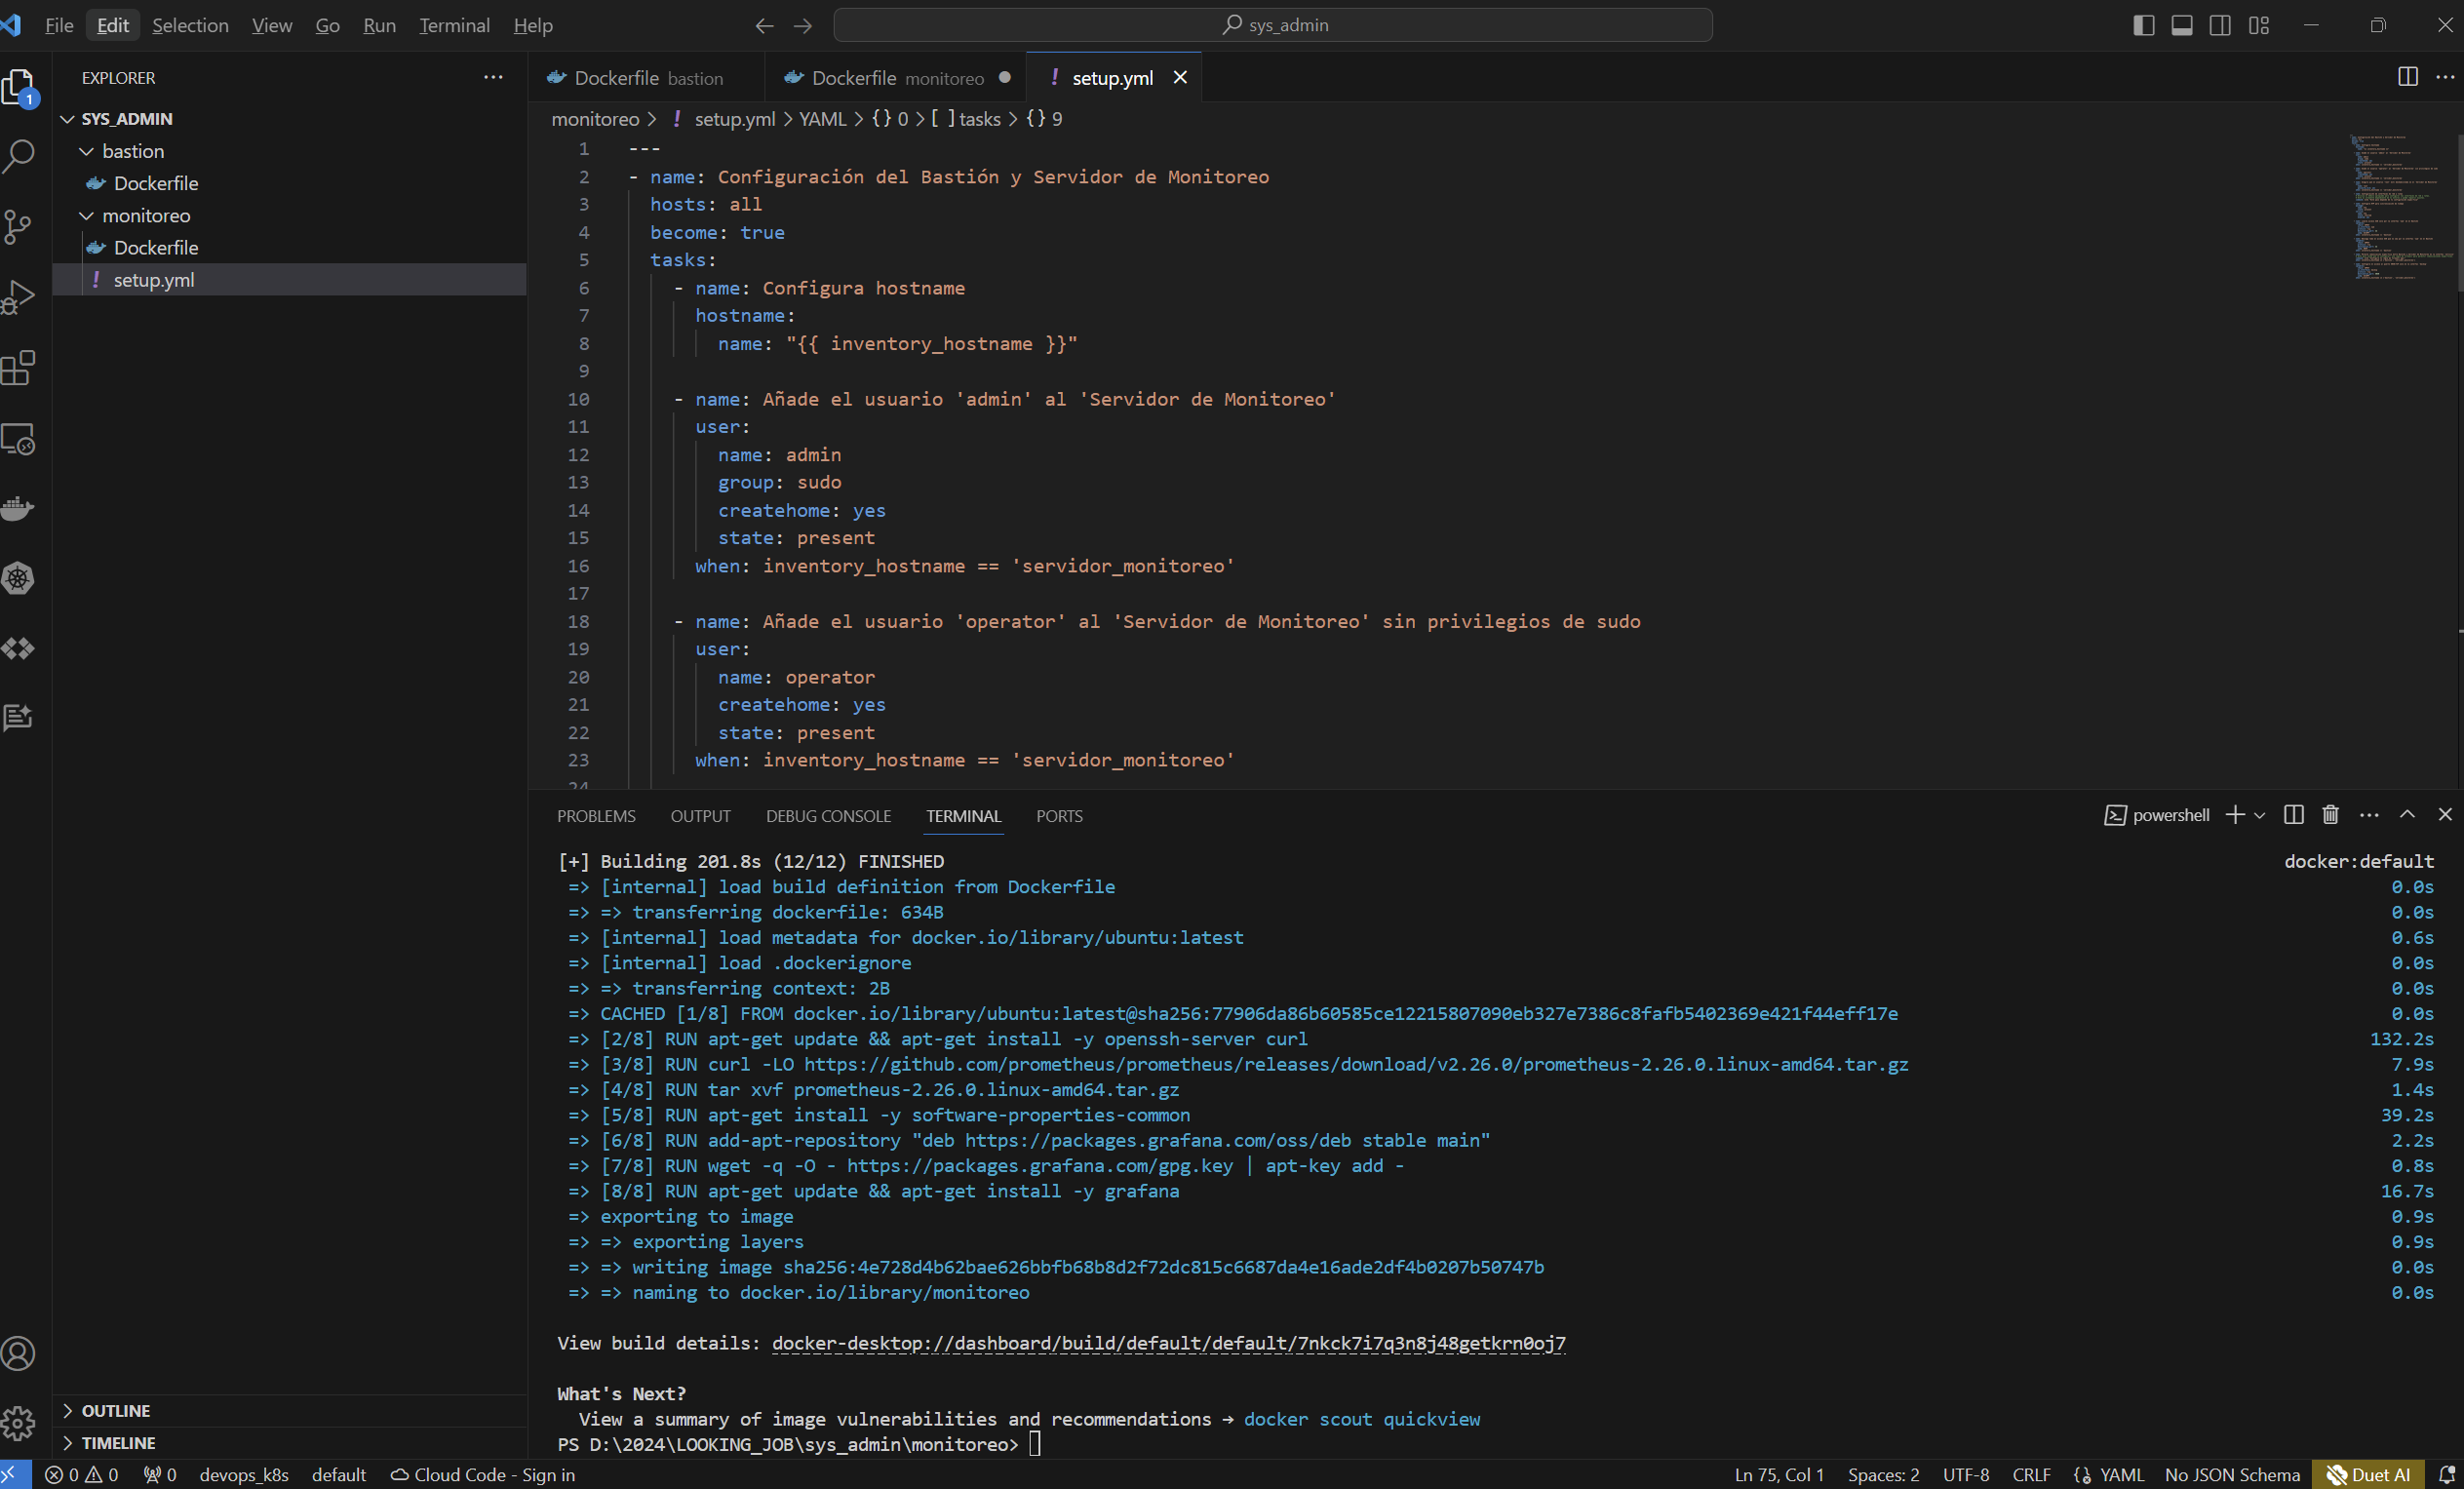 File Edit Selection View Go Run Terminal Help
sys_admin
EXPLORER
1
SYS_ADMIN
bastion
Dockerfile
monitoreo
Dockerfile
! setup.yml
OUTLINE
TIMELINE
Dockerfile bastion
Dockerfile monitoreo
! setup.yml
monitoreo > ! setup.yml > YAML > {} 0 > [ ] tasks > {} 9
1 ---
2 - name: Configuración del Bastión y Servidor de Monitoreo
3 hosts: all
4 become: true
5 tasks:
6 - name: Configura hostname
7 hostname:
8 name: "{{ inventory_hostname }}"
9
10 - name: Añade el usuario 'admin' al 'Servidor de Monitoreo'
11 user:
12 name: admin
13 group: sudo
14 createhome: yes
15 state: present
16 when: inventory_hostname == 'servidor_monitoreo'
17
18 - name: Añade el usuario 'operator' al 'Servidor de Monitoreo' sin privilegios de sudo
19 user:
20 name: operator
21 createhome: yes
22 state: present
23 when: inventory_hostname == 'servidor_monitoreo'
24
PROBLEMS OUTPUT DEBUG CONSOLE TERMINAL PORTS
powershell
[+] Building 201.8s (12/12) FINISHED docker:default
=> [internal] load build definition from Dockerfile 0.0s
=> => transferring dockerfile: 634B 0.0s
=> [internal] load metadata for docker.io/library/ubuntu:latest 0.6s
=> [internal] load .dockerignore 0.0s
=> => transferring context: 2B 0.0s
=> CACHED [1/8] FROM docker.io/library/ubuntu:latest@sha256:77906da86b60585ce12215807090eb327e7386c8fafb5402369e421f44eff17e 0.0s
=> [2/8] RUN apt-get update && apt-get install -y openssh-server curl 132.2s
=> [3/8] RUN curl -LO https://github.com/prometheus/prometheus/releases/download/v2.26.0/prometheus-2.26.0.linux-amd64.tar.gz 7.9s
=> [4/8] RUN tar xvf prometheus-2.26.0.linux-amd64.tar.gz 1.4s
=> [5/8] RUN apt-get install -y software-properties-common 39.2s
=> [6/8] RUN add-apt-repository "deb https://packages.grafana.com/oss/deb stable main" 2.2s
=> [7/8] RUN wget -q -O - https://packages.grafana.com/gpg.key | apt-key add - 0.8s
=> [8/8] RUN apt-get update && apt-get install -y grafana 16.7s
=> exporting to image 0.9s
=> => exporting layers 0.9s
=> => writing image sha256:4e728d4b62bae626bbfb68b8d2f72dc815c6687da4e16ade2df4b0207b50747b 0.0s
=> => naming to docker.io/library/monitoreo 0.0s
View build details: docker-desktop://dashboard/build/default/default/7nkck7i7q3n8j48getkrn0oj7
What's Next?
View a summary of image vulnerabilities and recommendations → docker scout quickview
PS D:\2024\LOOKING_JOB\sys_admin\monitoreo>
0 0 0 devops_k8s default Cloud Code - Sign in Ln 75, Col 1 Spaces: 2 UTF-8 CRLF YAML No JSON Schema Duet AI